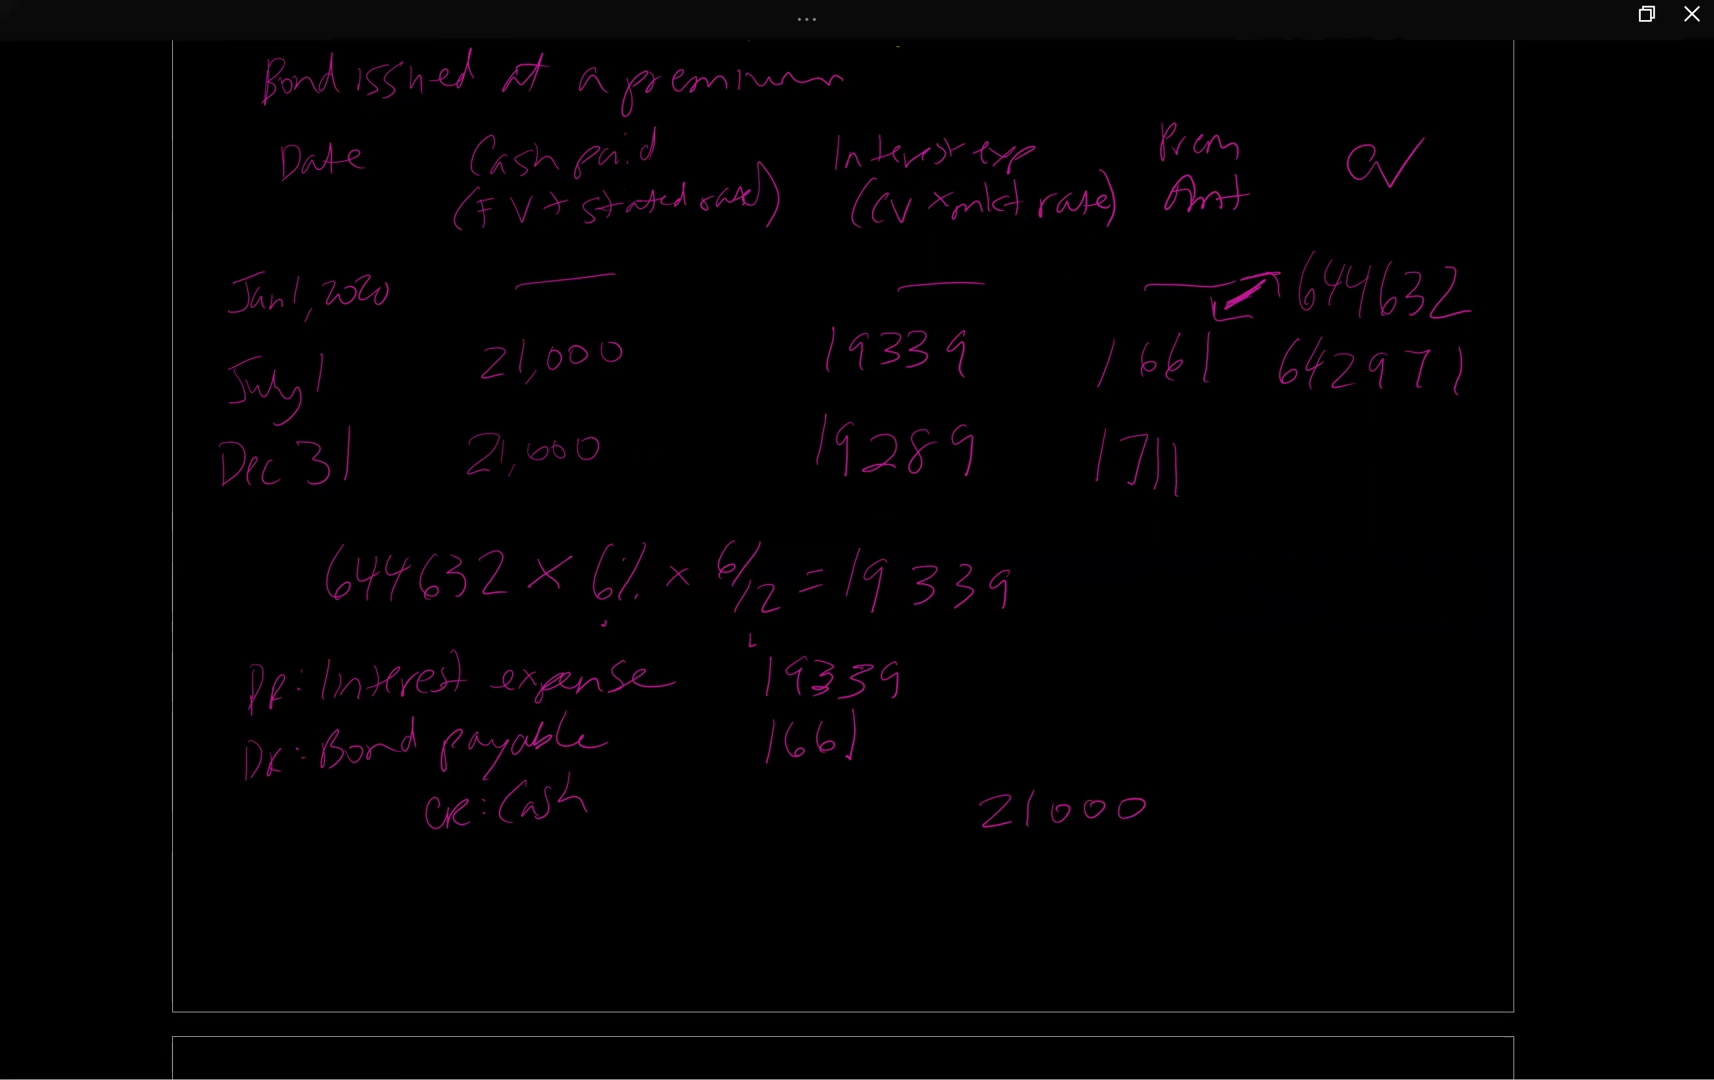 Bond issued at a premium
Date Cash paid Interest exp Prem CV
(FV + stated rate) (CV x mkt rate) Amt
Jan 1, 2020 — — — 644632
July 1 21,000 19339 1661 642971
Dec 31 21,000 19289 1711
644632 x 6% x 6/12 = 19339
DR: Interest expense 19339
DR: Bond payable 1661
CR: Cash 21000